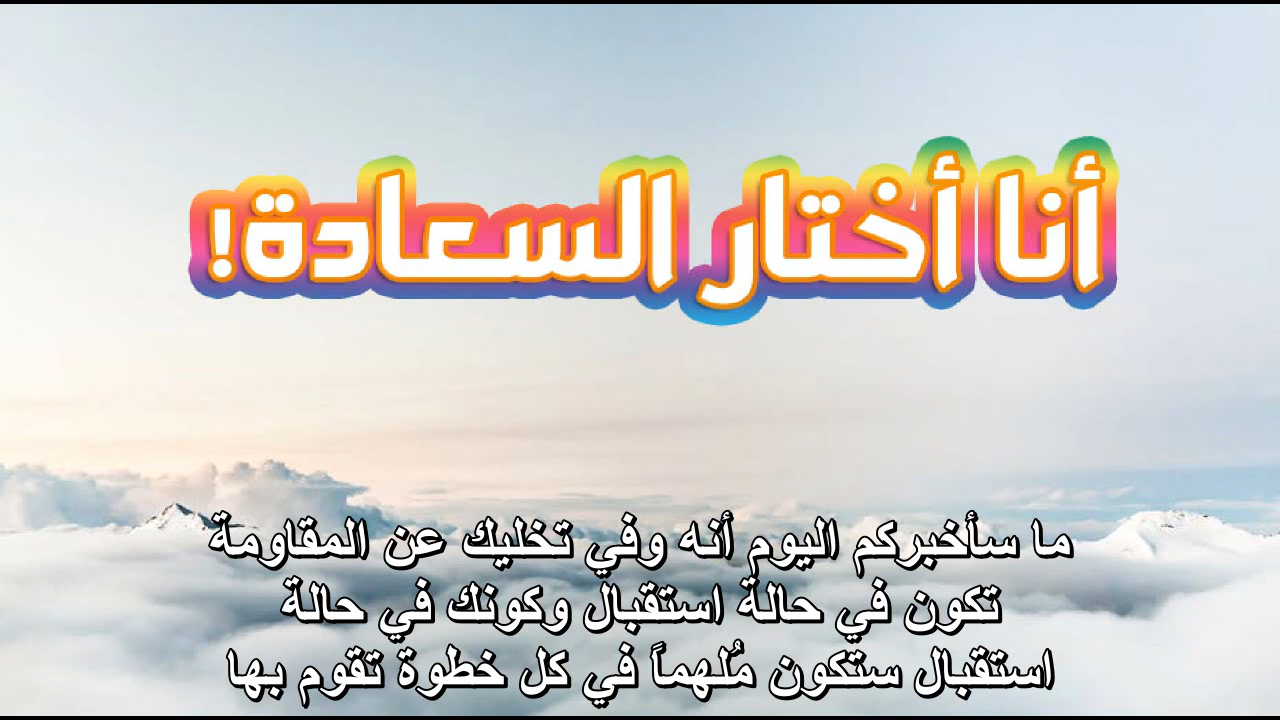 أنا أختار السعادة!
ما سأخبركم اليوم أنه وفي تخليك عن المقاومة
تكون في حالة استقبال وكونك في حالة
استقبال ستكون مُلهماً في كل خطوة تقوم بها